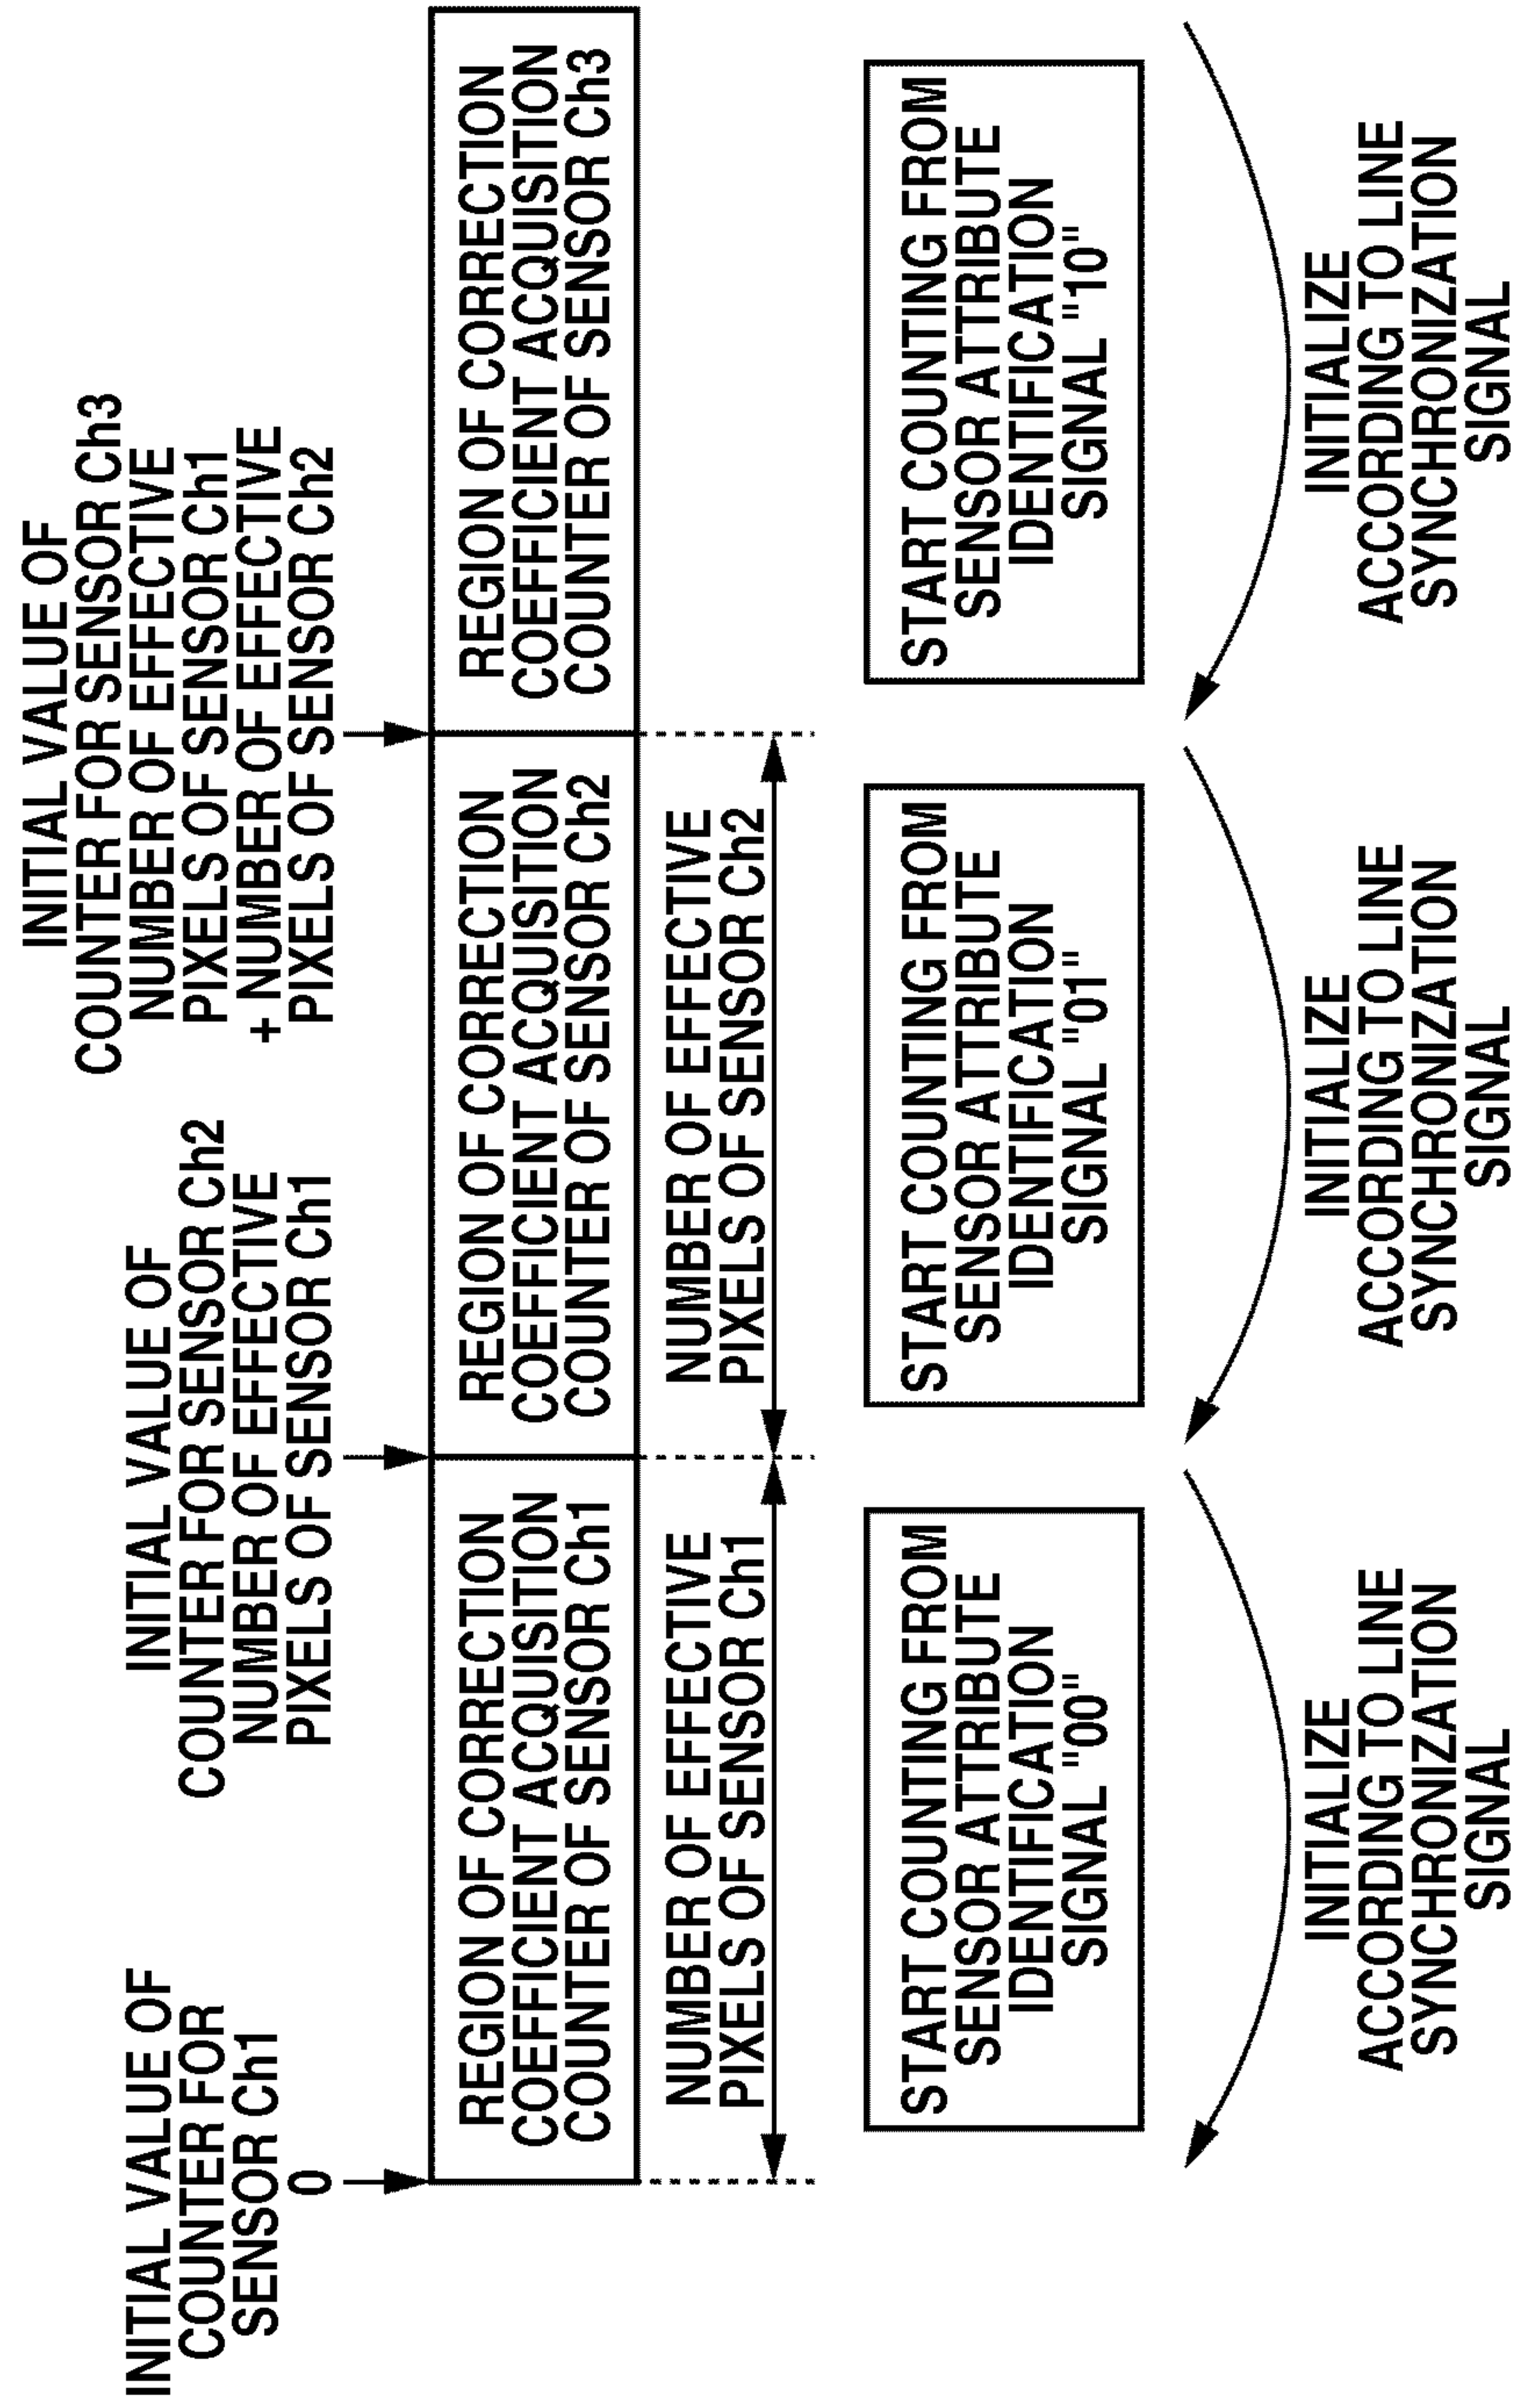 INITIAL VALUE OF
COUNTER FOR
SENSOR Ch1
0
INITIAL VALUE OF
COUNTER FOR SENSOR Ch2
NUMBER OF EFFECTIVE
PIXELS OF SENSOR Ch1
INITIAL VALUE OF
COUNTER FOR SENSOR Ch3
NUMBER OF EFFECTIVE
PIXELS OF SENSOR Ch1
+ NUMBER OF EFFECTIVE
PIXELS OF SENSOR Ch2
REGION OF CORRECTION
COEFFICIENT ACQUISITION
COUNTER OF SENSOR Ch1
REGION OF CORRECTION
COEFFICIENT ACQUISITION
COUNTER OF SENSOR Ch2
REGION OF CORRECTION
COEFFICIENT ACQUISITION
COUNTER OF SENSOR Ch3
NUMBER OF EFFECTIVE
PIXELS OF SENSOR Ch1
NUMBER OF EFFECTIVE
PIXELS OF SENSOR Ch2
START COUNTING FROM
SENSOR ATTRIBUTE
IDENTIFICATION
SIGNAL "00"
START COUNTING FROM
SENSOR ATTRIBUTE
IDENTIFICATION
SIGNAL "01"
START COUNTING FROM
SENSOR ATTRIBUTE
IDENTIFICATION
SIGNAL "10"
INITIALIZE
ACCORDING TO LINE
SYNCHRONIZATION
SIGNAL
INITIALIZE
ACCORDING TO LINE
SYNCHRONIZATION
SIGNAL
INITIALIZE
ACCORDING TO LINE
SYNCHRONIZATION
SIGNAL